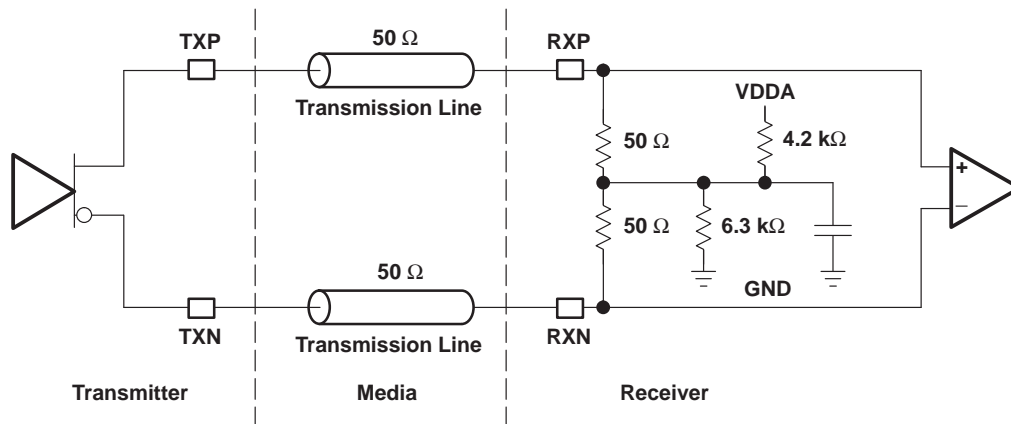 TXP
50 Ω
RXP
Transmission Line
VDDA
50 Ω
4.2 kΩ
+
−
50 Ω
6.3 kΩ
50 Ω
GND
TXN
Transmission Line
RXN
Transmitter
Media
Receiver